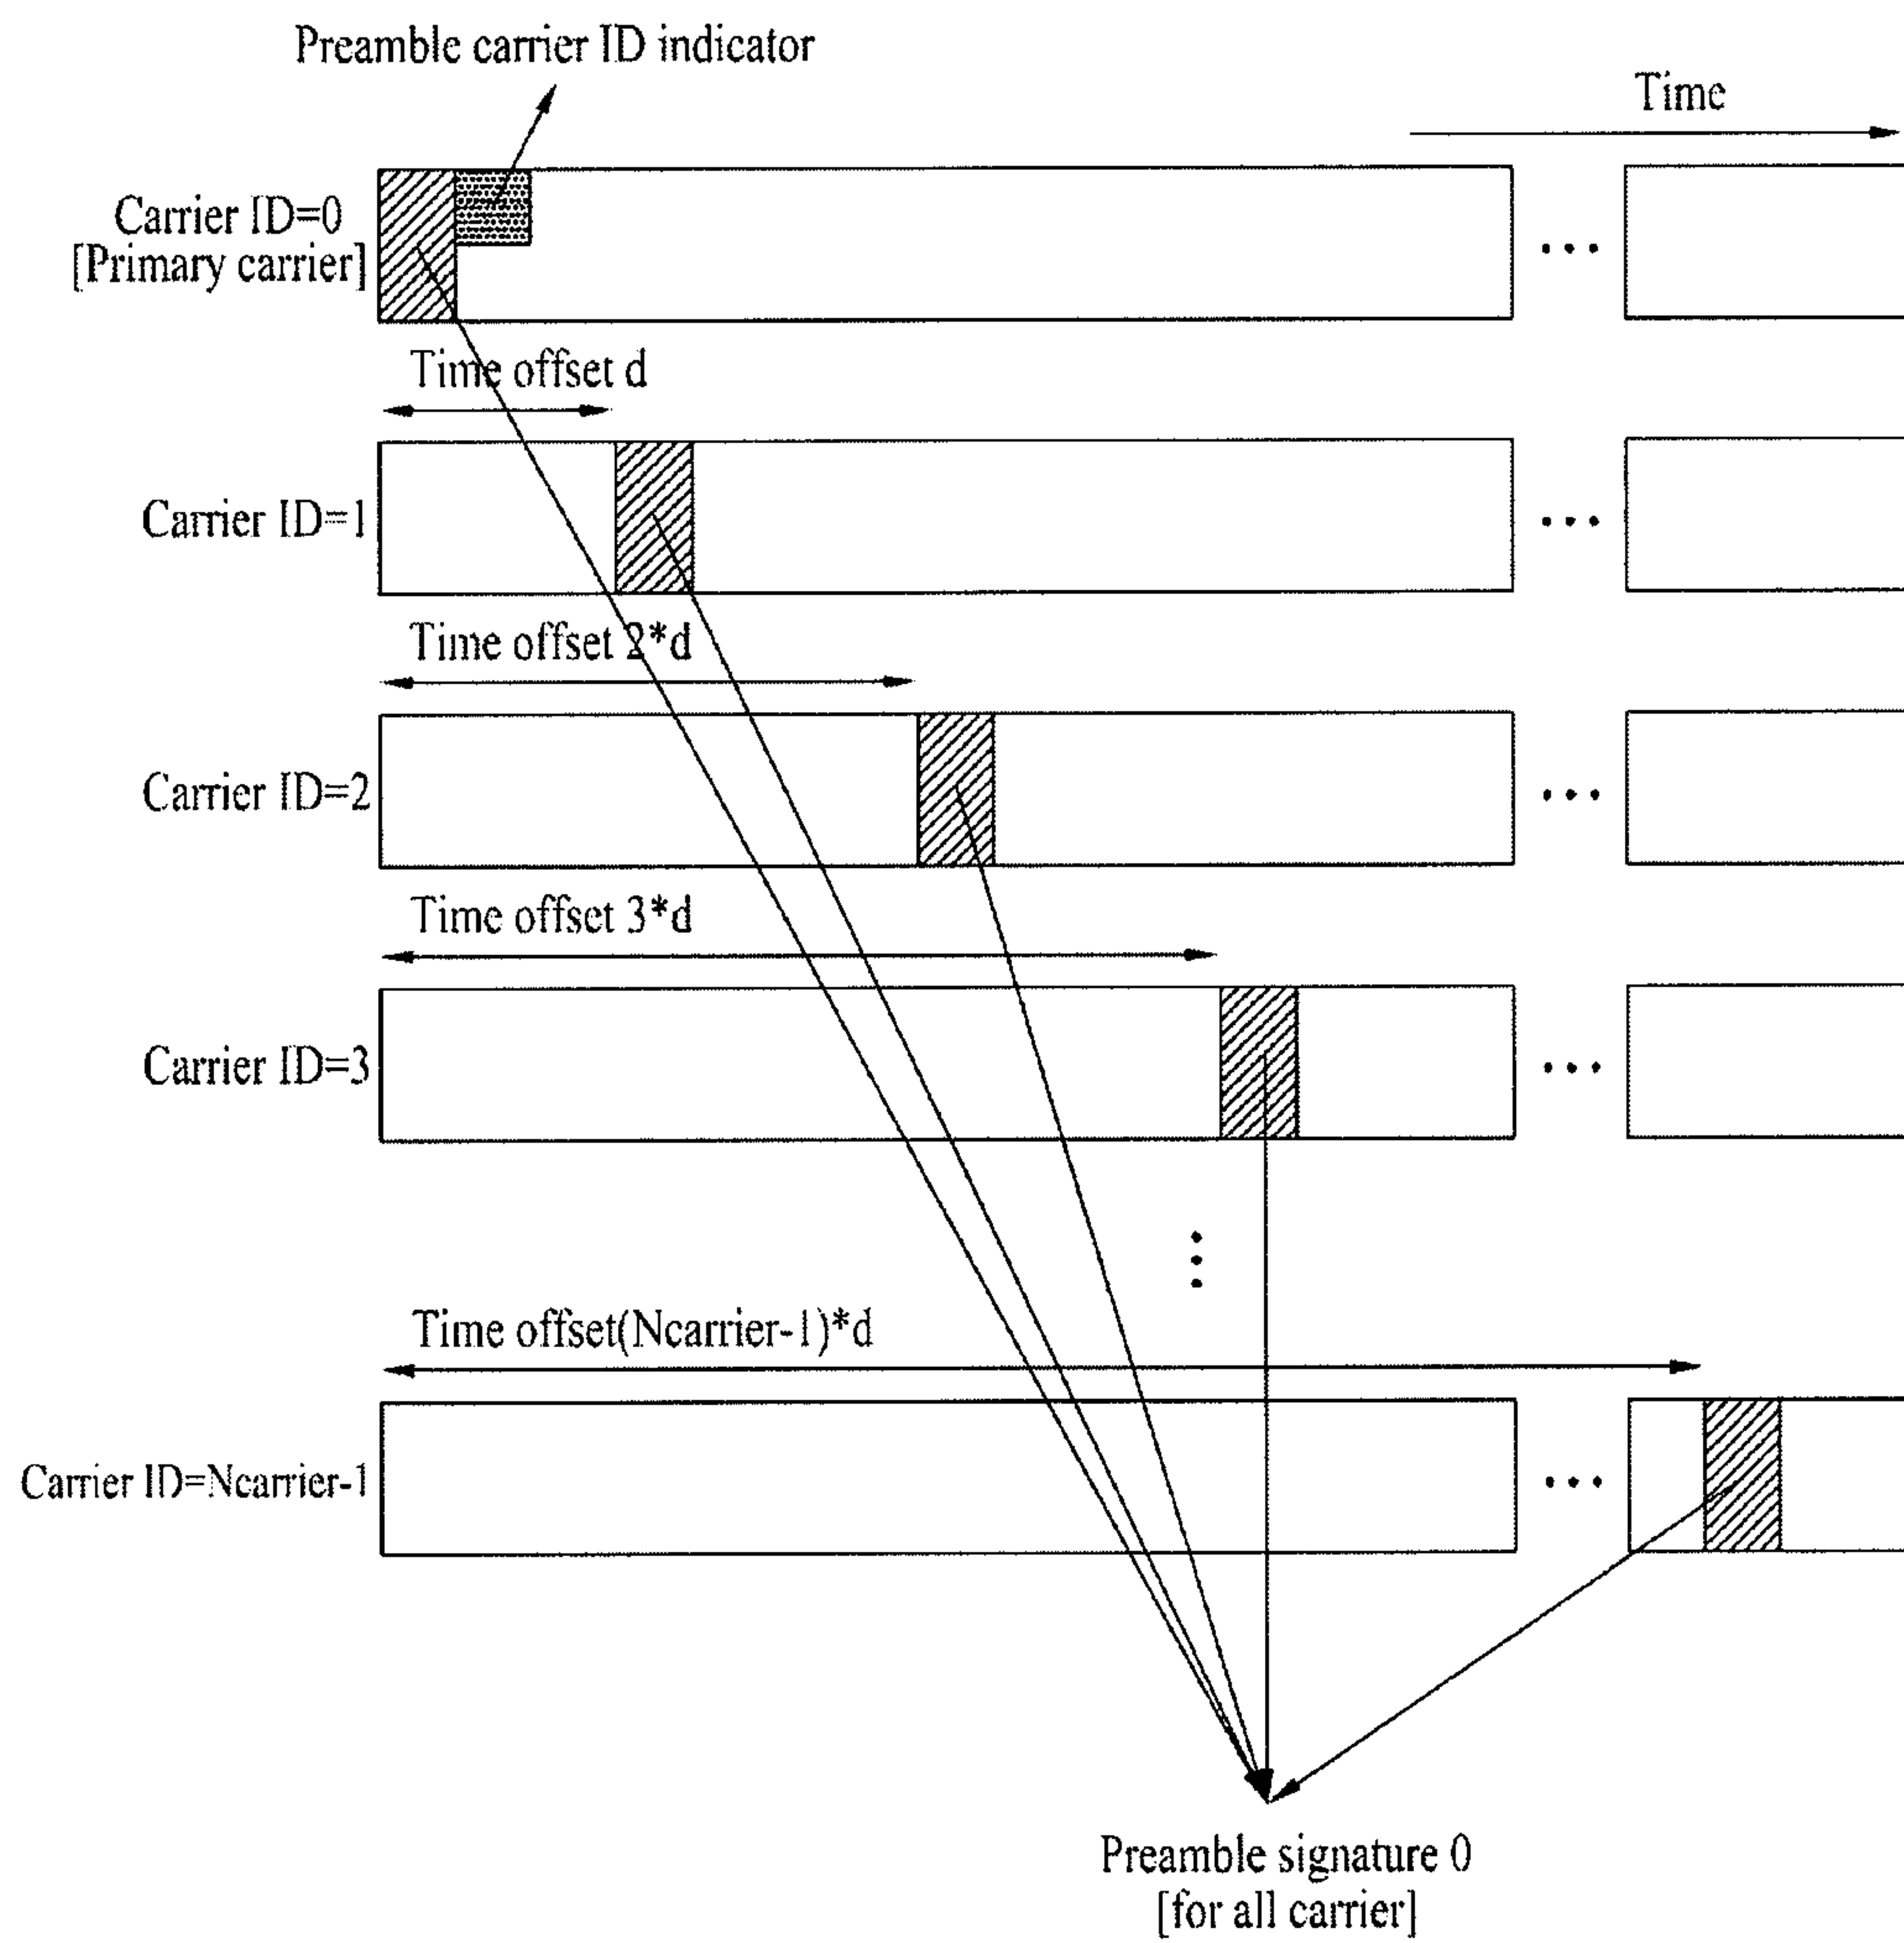 Preamble carrier ID indicator
Time
Carrier ID=0
[Primary carrier]
Time offset d
Carrier ID=1
Time offset 2*d
Carrier ID=2
Time offset 3*d
Carrier ID=3
Time offset(Ncarrier-1)*d
Carrier ID=Ncarrier-1
Preamble signature 0
[for all carrier]